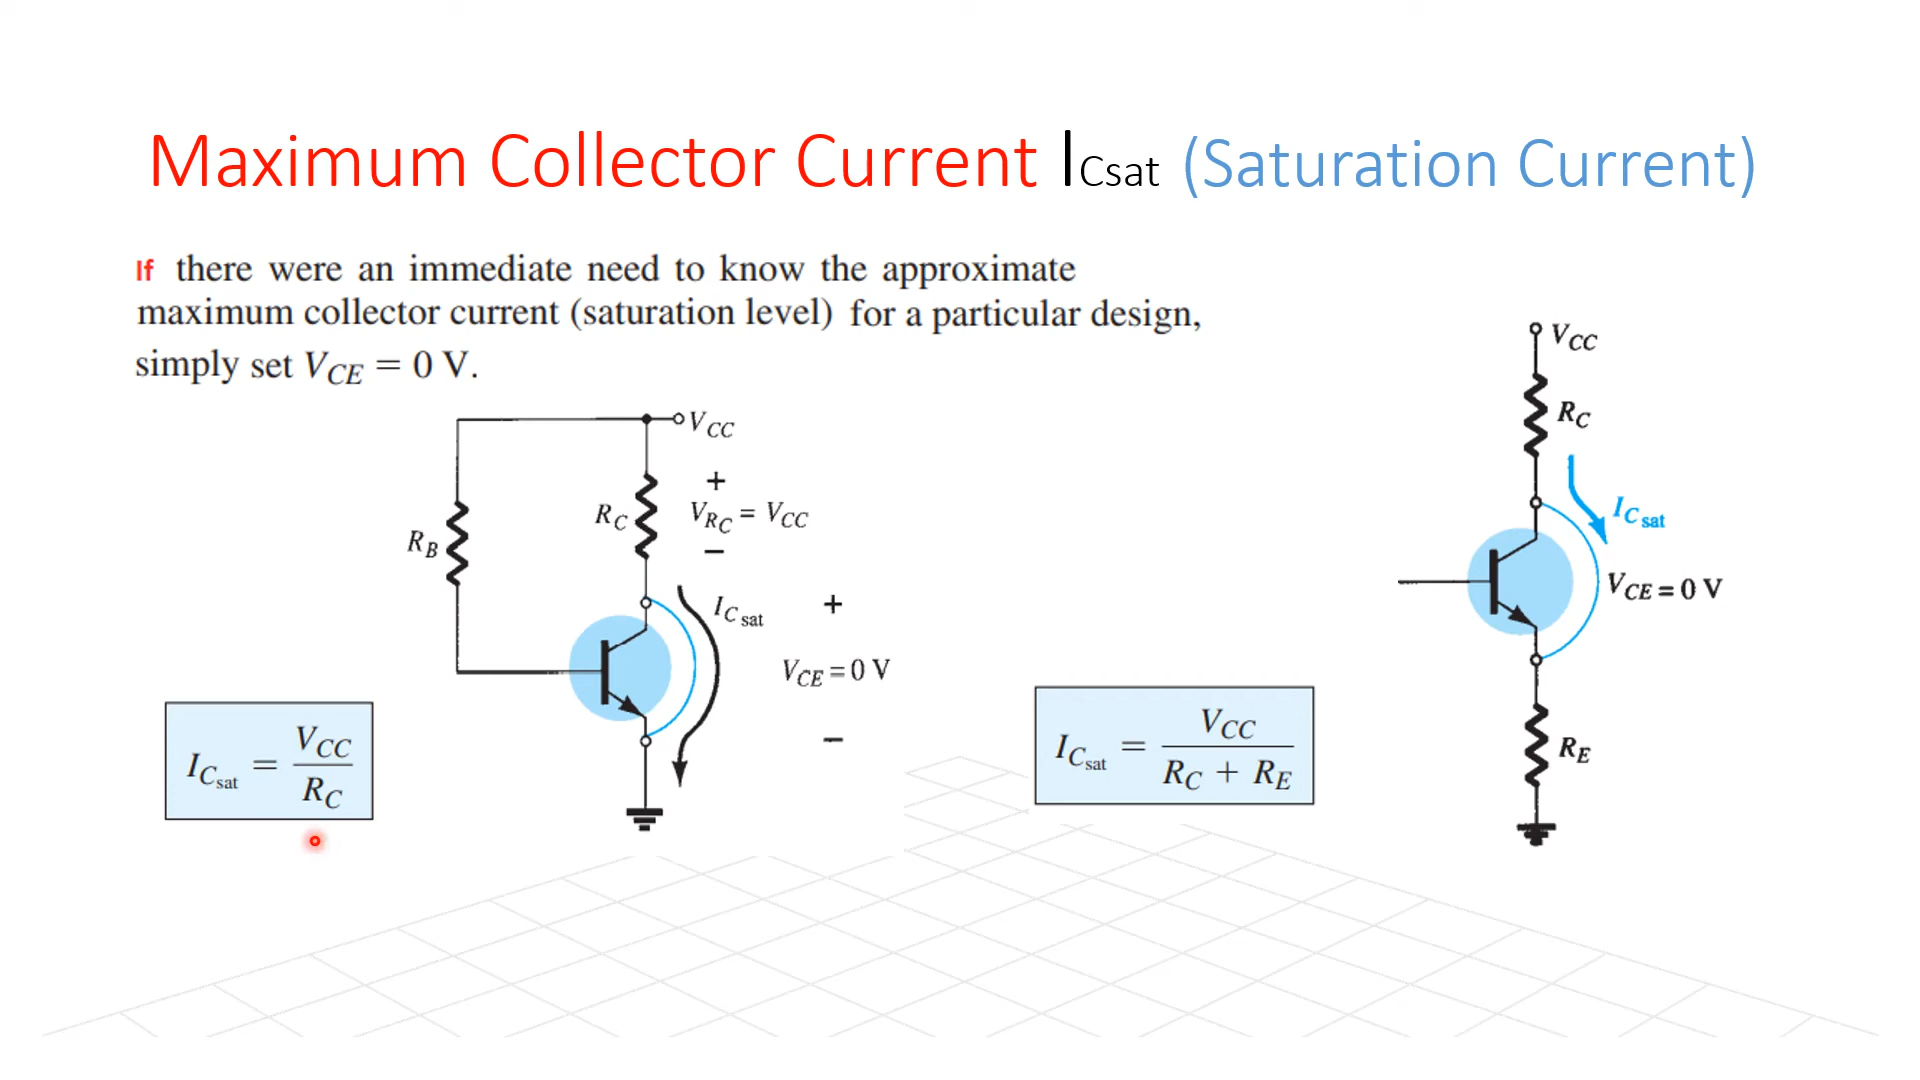 Maximum Collector Current ICsat (Saturation Current)
If there were an immediate need to know the approximate
maximum collector current (saturation level) for a particular design,
simply set VCE = 0 V.
VCC
+
RC
VRC = VCC
−
RB
ICsat
+
VCE = 0 V
−
ICsat = VCC / RC
ICsat = VCC / (RC + RE)
VCC
RC
ICsat
VCE = 0 V
RE